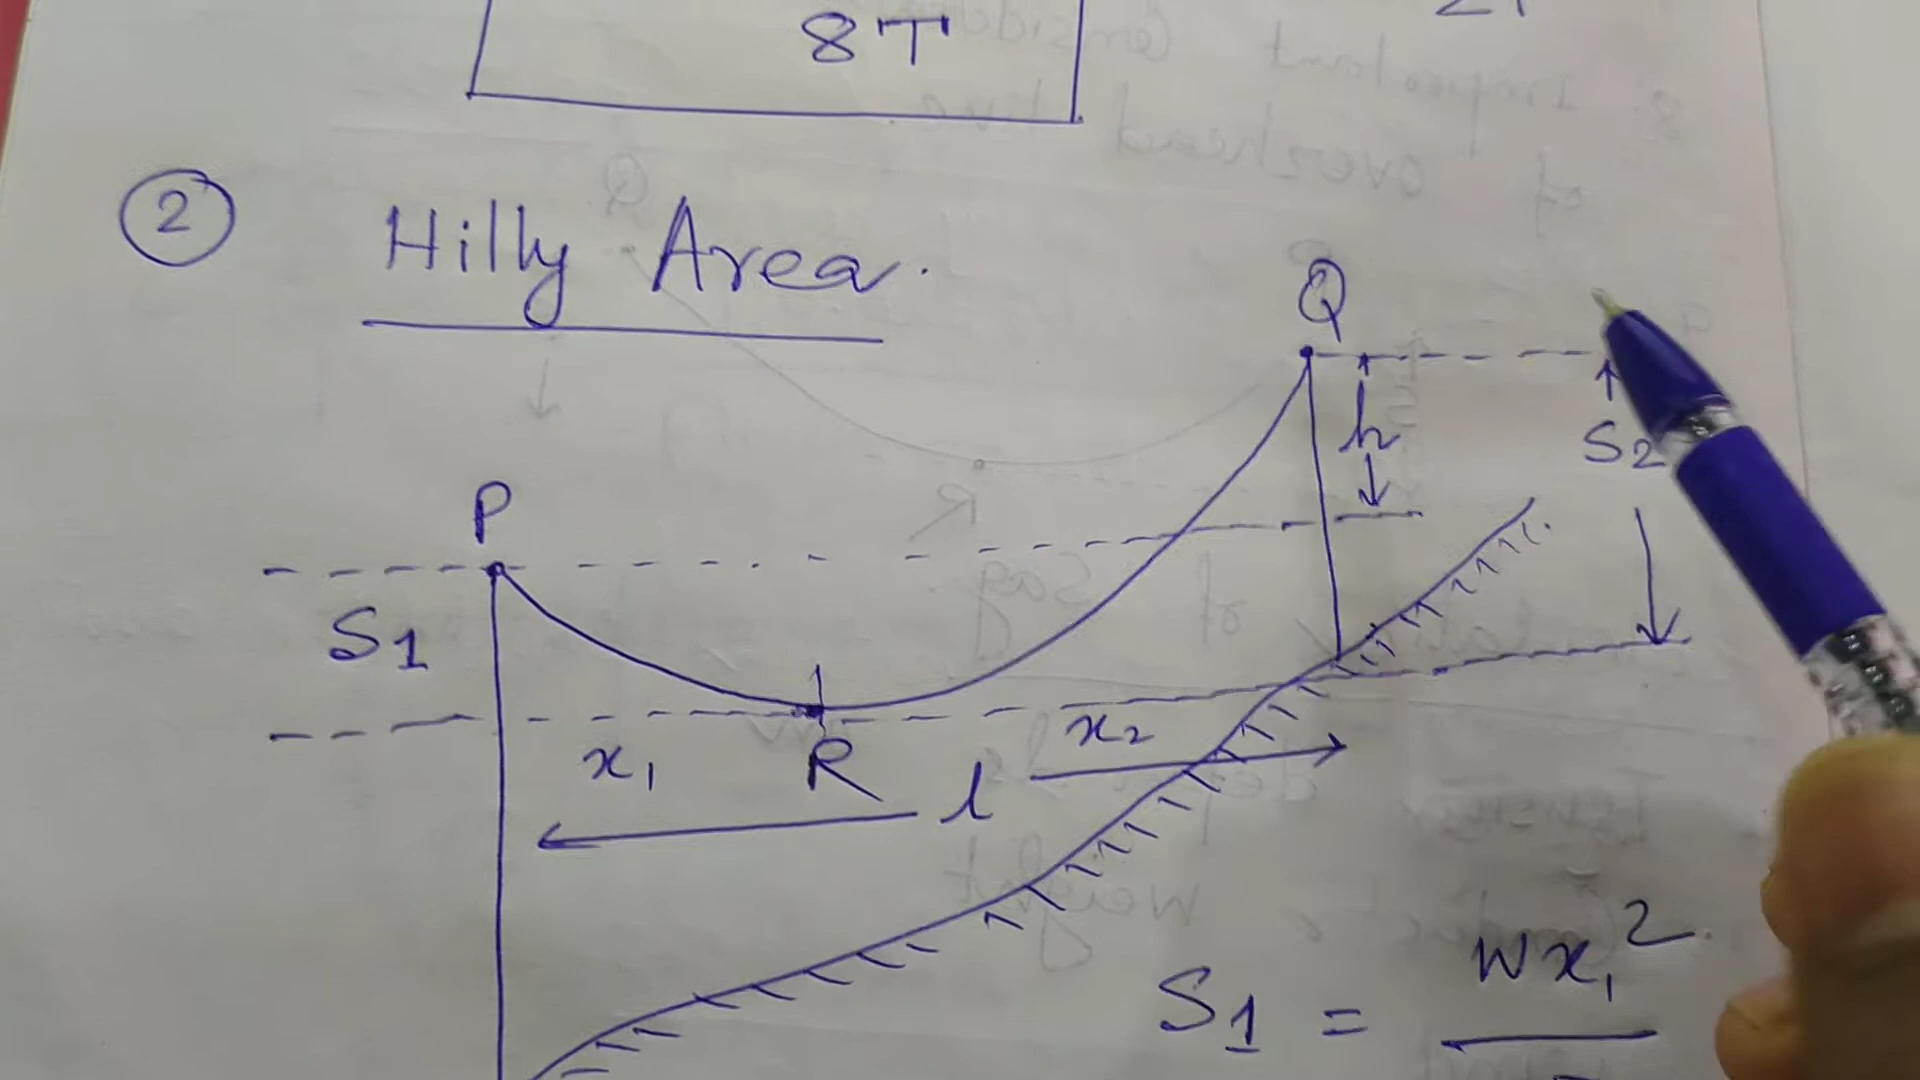 8T
2 Hilly Area.
Q
h
S2
P
S1
x1 R x2
l
S1 = wx1²